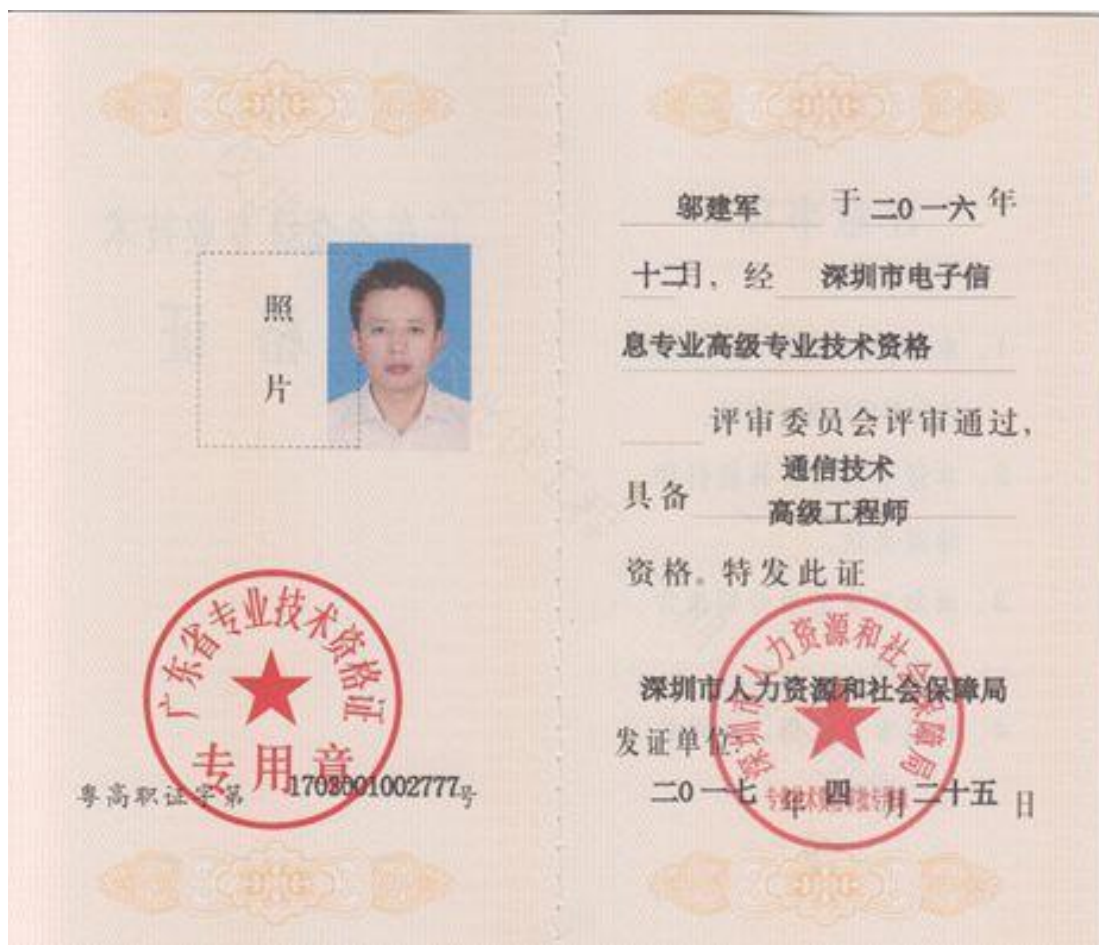 照
片
广东省专业技术资格证
专用章
粤高职证字第1703001002777号
邬建军 于 二0一六 年
十二月,经 深圳市电子信
息专业高级专业技术资格
评审委员会评审通过,
具备 通信技术
高级工程师
资格。特发此证
深圳市人力资源和社会保障局
深圳市人力资源和社会保障局
发证单位:
二0一七 年 四 月 二十五 日